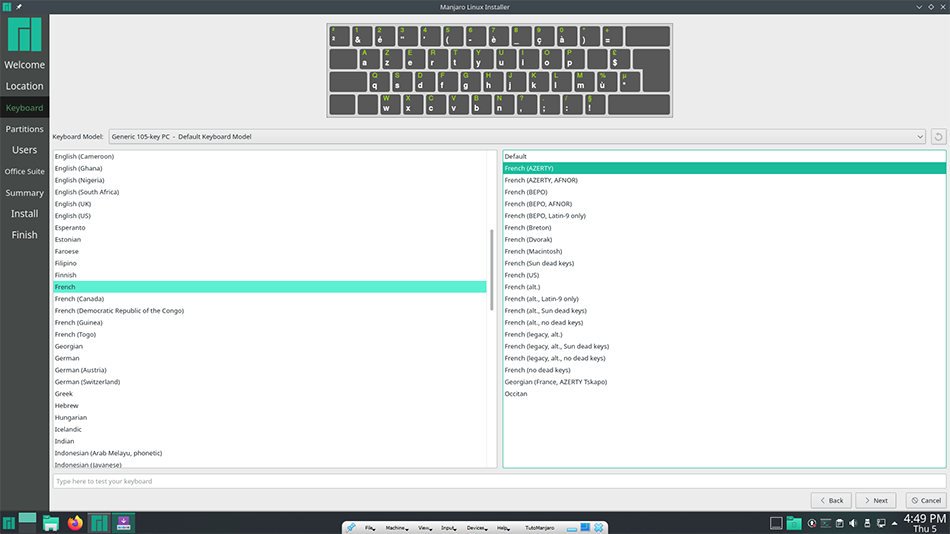 Manjaro Linux Installer
Welcome
Location
Keyboard
Partitions
Users
Office Suite
Summary
Install
Finish
1 2 3 4 5 6 7 8 9 0 ° +
² & é " ' ( - è _ ç à ) =
A Z E R T Y U I O P £
a z e r t y u i o p $
Q S D F G H J K L M % µ
q s d f g h j k l m ù *
W X C V B N ? . / §
w x c v b n , ; : !
Keyboard Model: Generic 105-key PC - Default Keyboard Model
English (Cameroon)
English (Ghana)
English (Nigeria)
English (South Africa)
English (UK)
English (US)
Esperanto
Estonian
Faroese
Filipino
Finnish
French
French (Canada)
French (Democratic Republic of the Congo)
French (Guinea)
French (Togo)
Georgian
German
German (Austria)
German (Switzerland)
Greek
Hebrew
Hungarian
Icelandic
Indian
Indonesian (Arab Melayu, phonetic)
Indonesian (Javanese)
Default
French (AZERTY)
French (AZERTY, AFNOR)
French (BEPO)
French (BEPO, AFNOR)
French (BEPO, Latin-9 only)
French (Breton)
French (Dvorak)
French (Macintosh)
French (Sun dead keys)
French (US)
French (alt.)
French (alt., Latin-9 only)
French (alt., Sun dead keys)
French (alt., no dead keys)
French (legacy, alt.)
French (legacy, alt., Sun dead keys)
French (legacy, alt., no dead keys)
French (no dead keys)
Georgian (France, AZERTY Tskapo)
Occitan
Type here to test your keyboard
Back Next Cancel
File Machine View Input Devices Help TutoManjaro
4:49 PM
Thu 5